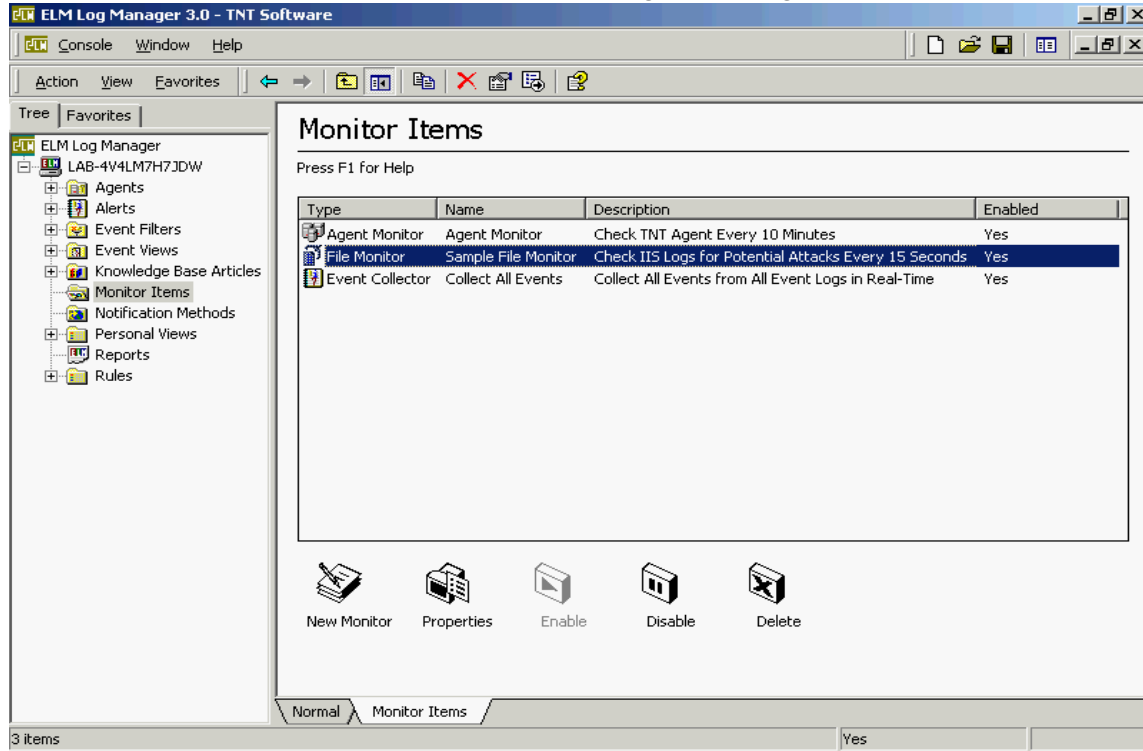 ELM Log Manager 3.0 - TNT Software
Console Window Help
Action View Favorites
Tree Favorites
ELM Log Manager
LAB-4V4LM7H7JDW
Agents
Alerts
Event Filters
Event Views
Knowledge Base Articles
Monitor Items
Notification Methods
Personal Views
Reports
Rules
Monitor Items
Press F1 for Help
Type Name Description Enabled
Agent Monitor Agent Monitor Check TNT Agent Every 10 Minutes Yes
File Monitor Sample File Monitor Check IIS Logs for Potential Attacks Every 15 Seconds Yes
Event Collector Collect All Events Collect All Events from All Event Logs in Real-Time Yes
New Monitor Properties Enable Disable Delete
Normal Monitor Items
3 items Yes